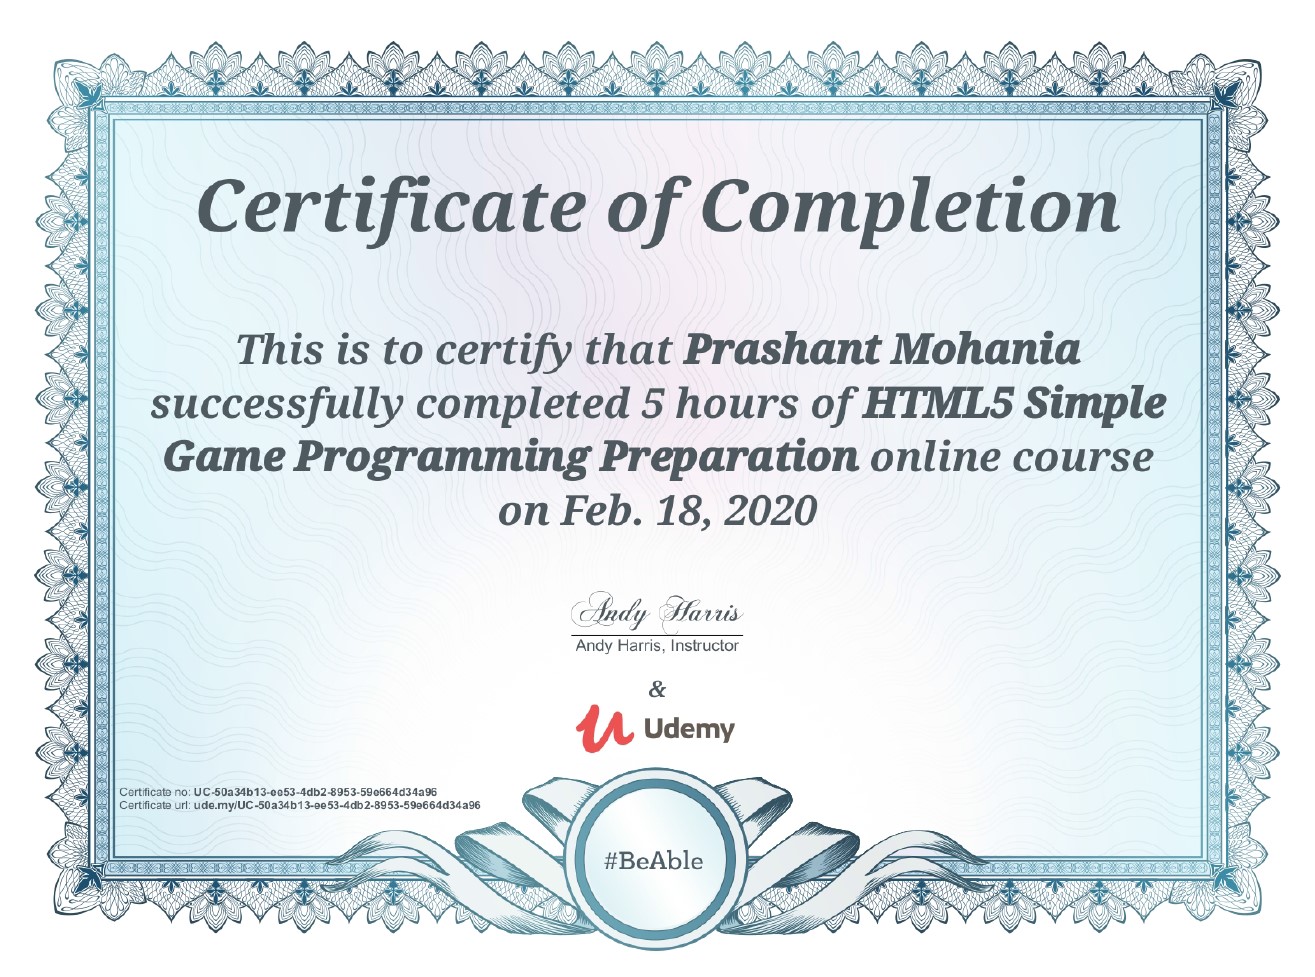 Certificate of Completion
This is to certify that Prashant Mohania
successfully completed 5 hours of HTML5 Simple
Game Programming Preparation online course
on Feb. 18, 2020
Andy Harris
Andy Harris, Instructor
&
Udemy
Certificate no: UC-50a34b13-ee53-4db2-8953-59e664d34a96
Certificate url: ude.my/UC-50a34b13-ee53-4db2-8953-59e664d34a96
#BeAble